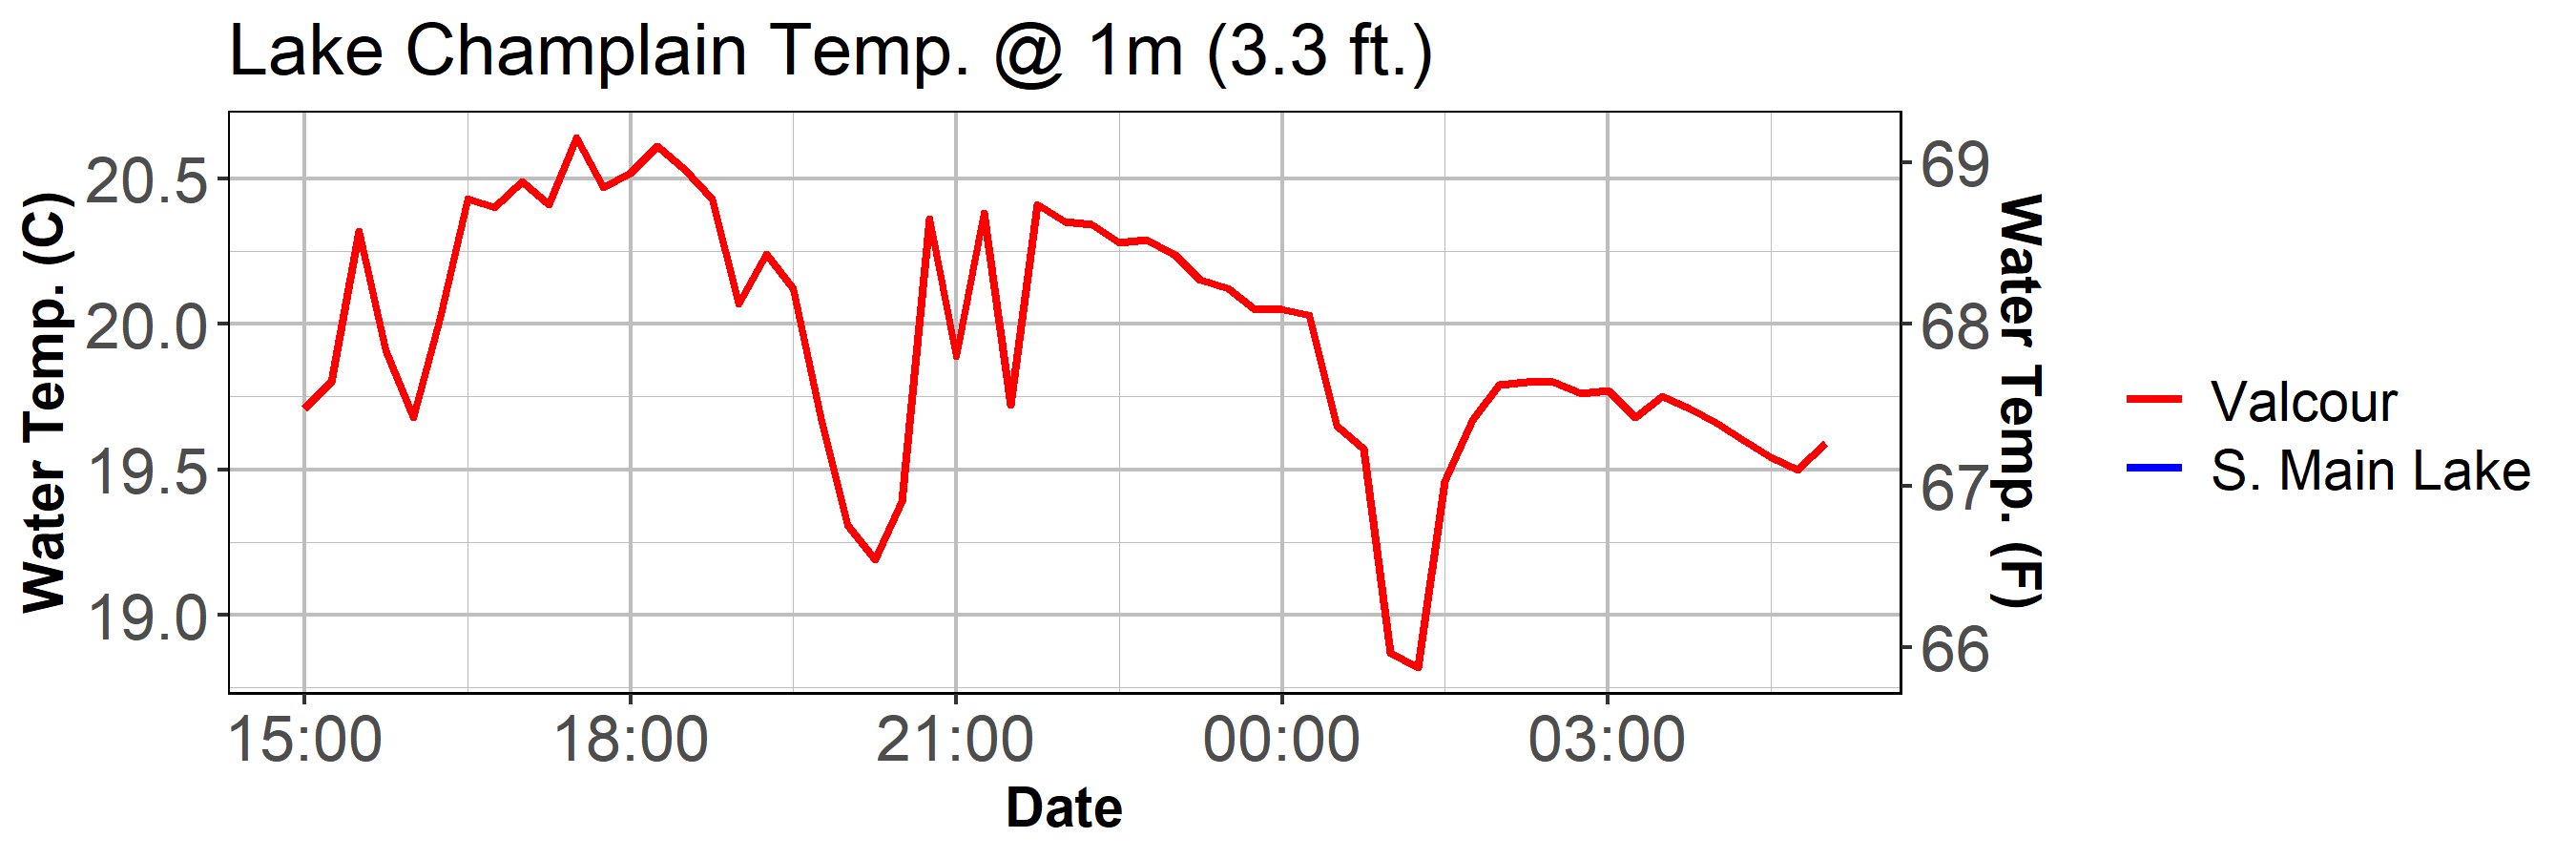 Lake Champlain Temp. @ 1m (3.3 ft.)
Water Temp. (C)
20.5
20.0
19.5
19.0
69
68
67
66
Water Temp. (F)
15:00 18:00 21:00 00:00 03:00
Date
Valcour
S. Main Lake